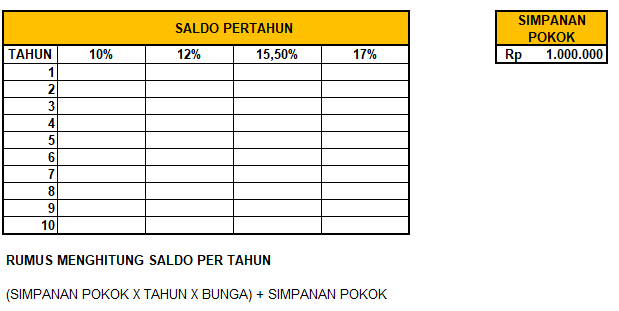 SALDO PERTAHUN
SIMPANAN
POKOK
TAHUN 10% 12% 15,50% 17%
Rp 1.000.000
1
2
3
4
5
6
7
8
9
10
RUMUS MENGHITUNG SALDO PER TAHUN
(SIMPANAN POKOK X TAHUN X BUNGA) + SIMPANAN POKOK